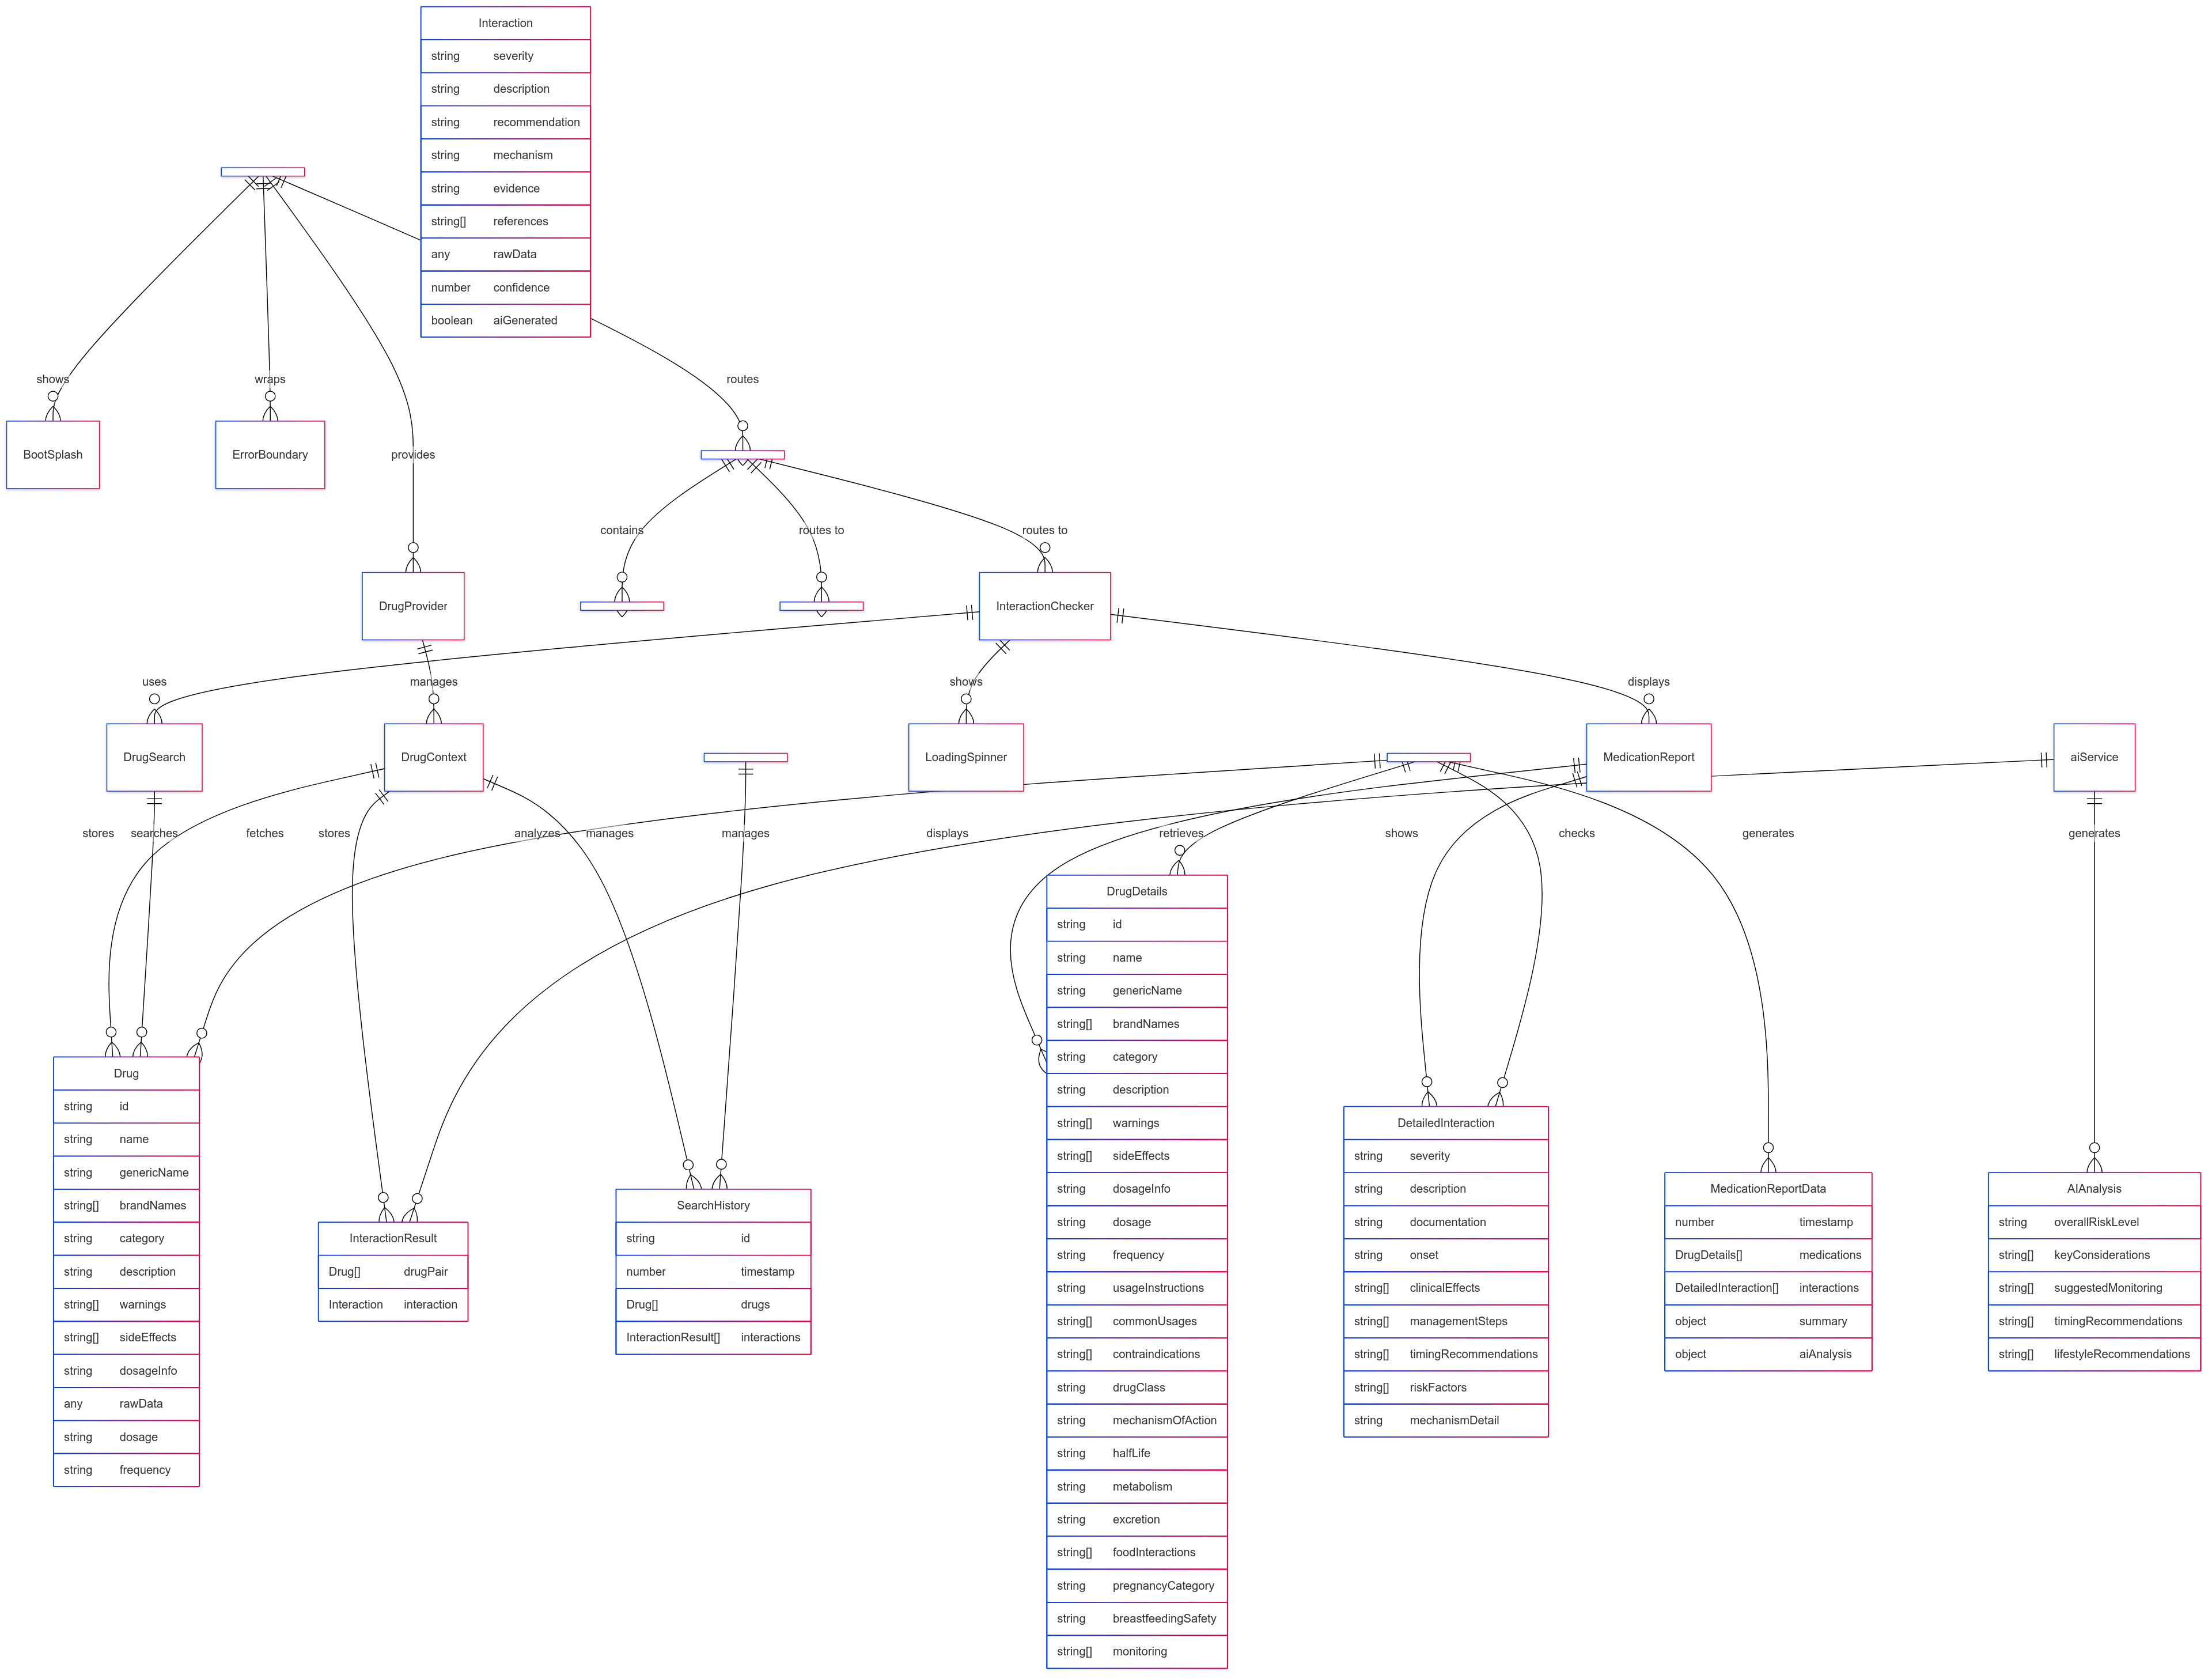 Interaction
string severity
string description
string recommendation
string mechanism
string evidence
string[] references
any rawData
number confidence
boolean aiGenerated
shows
wraps
routes
BootSplash
ErrorBoundary
provides
contains
routes to
routes to
DrugProvider
InteractionChecker
uses
manages
shows
displays
DrugSearch
DrugContext
LoadingSpinner
MedicationReport
aiService
stores
searches
fetches
stores
analyzes
manages
manages
displays
retrieves
shows
checks
generates
generates
Drug
string id
string name
string genericName
string[] brandNames
string category
string description
string[] warnings
string[] sideEffects
string dosageInfo
any rawData
string dosage
string frequency
InteractionResult
Drug[] drugPair
Interaction interaction
SearchHistory
string id
number timestamp
Drug[] drugs
InteractionResult[] interactions
DrugDetails
string id
string name
string genericName
string[] brandNames
string category
string description
string[] warnings
string[] sideEffects
string dosageInfo
string dosage
string frequency
string usageInstructions
string[] commonUsages
string[] contraindications
string drugClass
string mechanismOfAction
string halfLife
string metabolism
string excretion
string[] foodInteractions
string pregnancyCategory
string breastfeedingSafety
string[] monitoring
DetailedInteraction
string severity
string description
string documentation
string onset
string[] clinicalEffects
string[] managementSteps
string[] timingRecommendations
string[] riskFactors
string mechanismDetail
MedicationReportData
number timestamp
DrugDetails[] medications
DetailedInteraction[] interactions
object summary
object aiAnalysis
AIAnalysis
string overallRiskLevel
string[] keyConsiderations
string[] suggestedMonitoring
string[] timingRecommendations
string[] lifestyleRecommendations